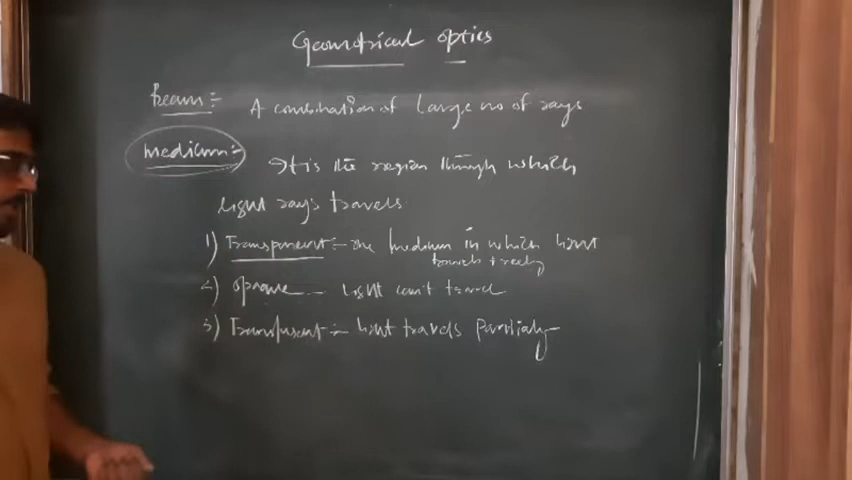 Geometrical optics
Beam :- A combination of Large no of rays
medium :- It is the region through which
light rays travels
1) Transparent :- the medium in which light
travels freely
2) opaque - light can't travel
3) Translucent :- light travels partially